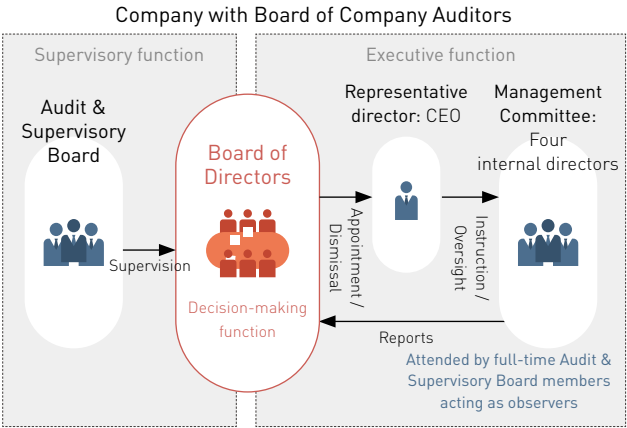 Company with Board of Company Auditors
Supervisory function
Executive function
Audit &
Supervisory
Board
Board of
Directors
Decision-making
function
Supervision
Representative
director: CEO
Management
Committee:
Four
internal directors
Appointment /
Dismissal
Instruction /
Oversight
Reports
Attended by full-time Audit &
Supervisory Board members
acting as observers